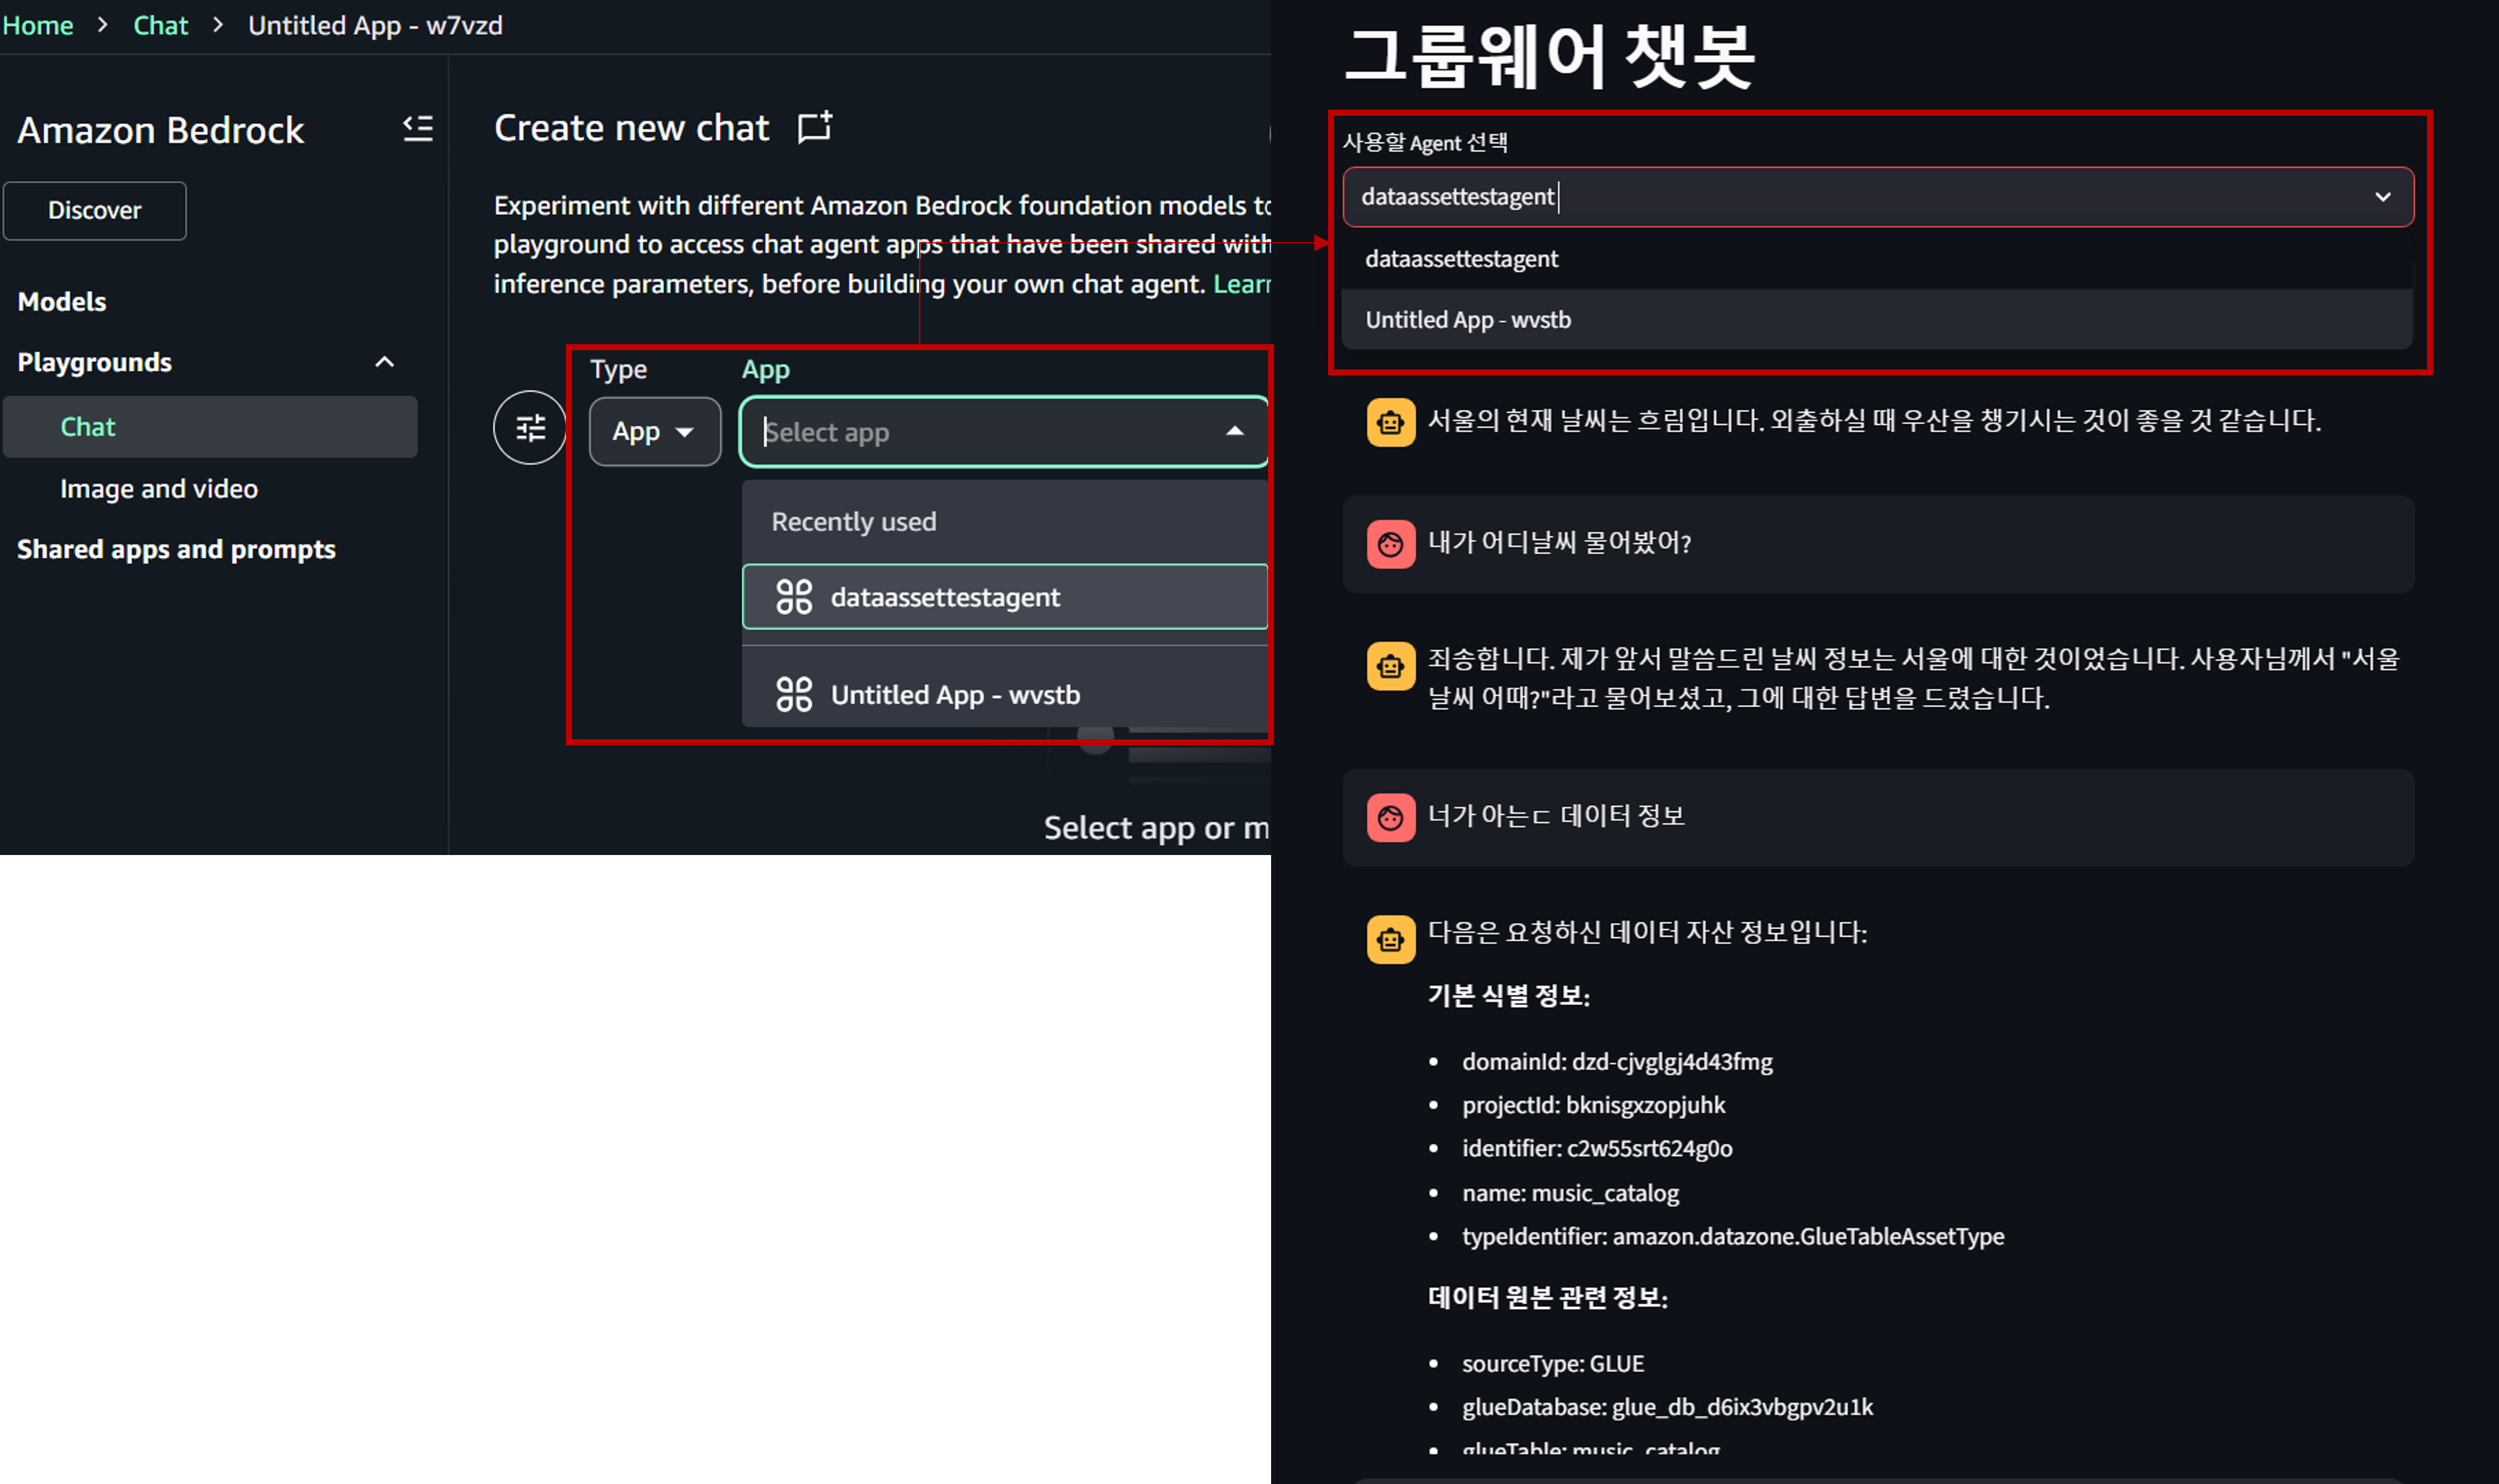 Home > Chat > Untitled App - w7vzd
Amazon Bedrock
Discover
Models
Playgrounds
Chat
Image and video
Shared apps and prompts
Create new chat
Experiment with different Amazon Bedrock foundation models to
playground to access chat agent apps that have been shared with
inference parameters, before building your own chat agent. Learn
Type
App
App
Select app
Recently used
dataassettestagent
Untitled App - wvstb
Select app or m
그룹웨어 챗봇
사용할 Agent 선택
dataassettestagent
dataassettestagent
Untitled App - wvstb
서울의 현재 날씨는 흐림입니다. 외출하실 때 우산을 챙기시는 것이 좋을 것 같습니다.
내가 어디날씨 물어봤어?
죄송합니다. 제가 앞서 말씀드린 날씨 정보는 서울에 대한 것이었습니다. 사용자님께서 "서울
날씨 어때?"라고 물어보셨고, 그에 대한 답변을 드렸습니다.
너가 아는ㄷ 데이터 정보
다음은 요청하신 데이터 자산 정보입니다:
기본 식별 정보:
• domainId: dzd-cjvglgj4d43fmg
• projectId: bknisgxzopjuhk
• identifier: c2w55srt624g0o
• name: music_catalog
• typeIdentifier: amazon.datazone.GlueTableAssetType
데이터 원본 관련 정보:
• sourceType: GLUE
• glueDatabase: glue_db_d6ix3vbgpv2u1k
• glueTable: music_catalog